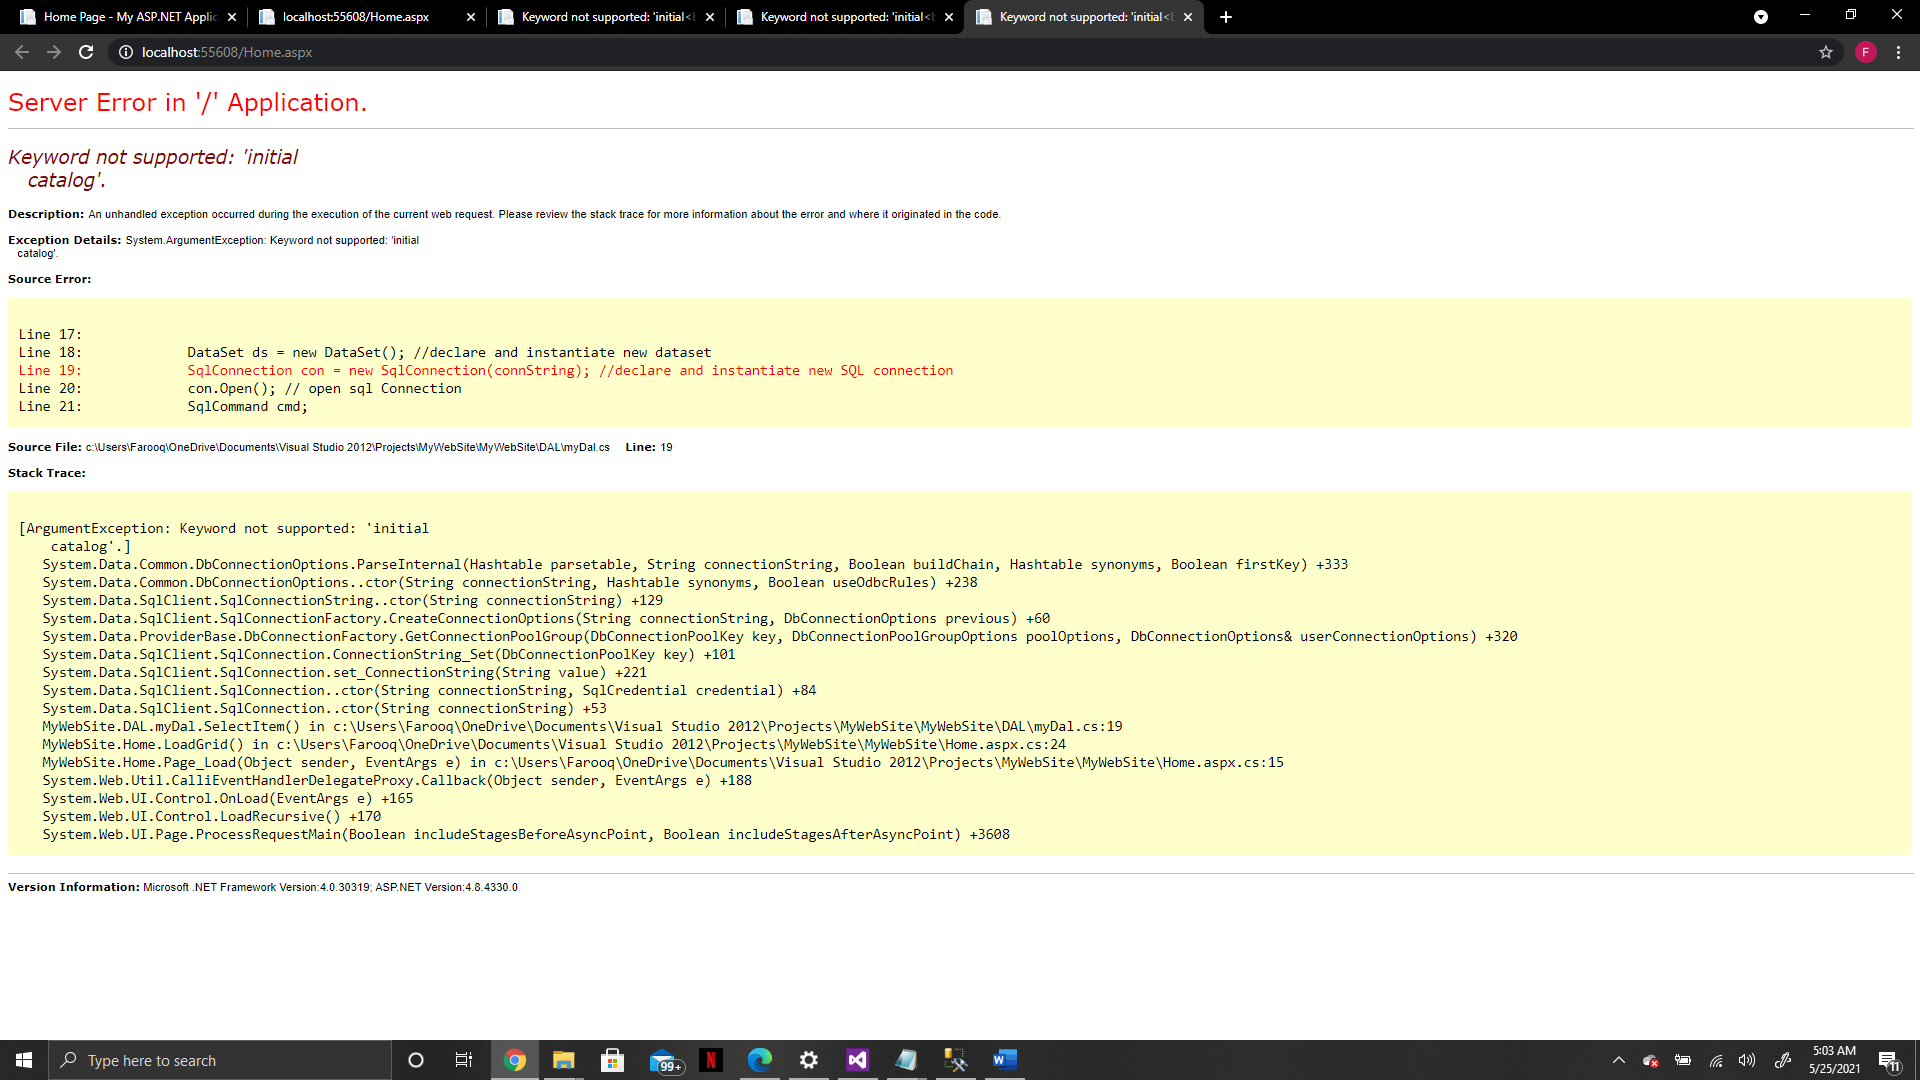 Home Page - My ASP.NET Applic
localhost:55608/Home.aspx
Keyword not supported: 'initial<b
Keyword not supported: 'initial<b
Keyword not supported: 'initial<b
localhost:55608/Home.aspx
F
Server Error in '/' Application.
Keyword not supported: 'initial
catalog'.
Description: An unhandled exception occurred during the execution of the current web request. Please review the stack trace for more information about the error and where it originated in the code.
Exception Details: System.ArgumentException: Keyword not supported: 'initial
catalog'.
Source Error:
Line 17:
Line 18:             DataSet ds = new DataSet(); //declare and instantiate new dataset
Line 19:             SqlConnection con = new SqlConnection(connString); //declare and instantiate new SQL connection
Line 20:             con.Open(); // open sql Connection
Line 21:             SqlCommand cmd;
Source File: c:\Users\Farooq\OneDrive\Documents\Visual Studio 2012\Projects\MyWebSite\MyWebSite\DAL\myDal.cs    Line: 19
Stack Trace:
[ArgumentException: Keyword not supported: 'initial
catalog'.]
System.Data.Common.DbConnectionOptions.ParseInternal(Hashtable parsetable, String connectionString, Boolean buildChain, Hashtable synonyms, Boolean firstKey) +333
System.Data.Common.DbConnectionOptions..ctor(String connectionString, Hashtable synonyms, Boolean useOdbcRules) +238
System.Data.SqlClient.SqlConnectionString..ctor(String connectionString) +129
System.Data.SqlClient.SqlConnectionFactory.CreateConnectionOptions(String connectionString, DbConnectionOptions previous) +60
System.Data.ProviderBase.DbConnectionFactory.GetConnectionPoolGroup(DbConnectionPoolKey key, DbConnectionPoolGroupOptions poolOptions, DbConnectionOptions& userConnectionOptions) +320
System.Data.SqlClient.SqlConnection.ConnectionString_Set(DbConnectionPoolKey key) +101
System.Data.SqlClient.SqlConnection.set_ConnectionString(String value) +221
System.Data.SqlClient.SqlConnection..ctor(String connectionString, SqlCredential credential) +84
System.Data.SqlClient.SqlConnection..ctor(String connectionString) +53
MyWebSite.DAL.myDal.SelectItem() in c:\Users\Farooq\OneDrive\Documents\Visual Studio 2012\Projects\MyWebSite\MyWebSite\DAL\myDal.cs:19
MyWebSite.Home.LoadGrid() in c:\Users\Farooq\OneDrive\Documents\Visual Studio 2012\Projects\MyWebSite\MyWebSite\Home.aspx.cs:24
MyWebSite.Home.Page_Load(Object sender, EventArgs e) in c:\Users\Farooq\OneDrive\Documents\Visual Studio 2012\Projects\MyWebSite\MyWebSite\Home.aspx.cs:15
System.Web.Util.CalliEventHandlerDelegateProxy.Callback(Object sender, EventArgs e) +188
System.Web.UI.Control.OnLoad(EventArgs e) +165
System.Web.UI.Control.LoadRecursive() +170
System.Web.UI.Page.ProcessRequestMain(Boolean includeStagesBeforeAsyncPoint, Boolean includeStagesAfterAsyncPoint) +3608
Version Information: Microsoft .NET Framework Version:4.0.30319; ASP.NET Version:4.8.4330.0
Type here to search
99+
N
W
5:03 AM
5/25/2021
11